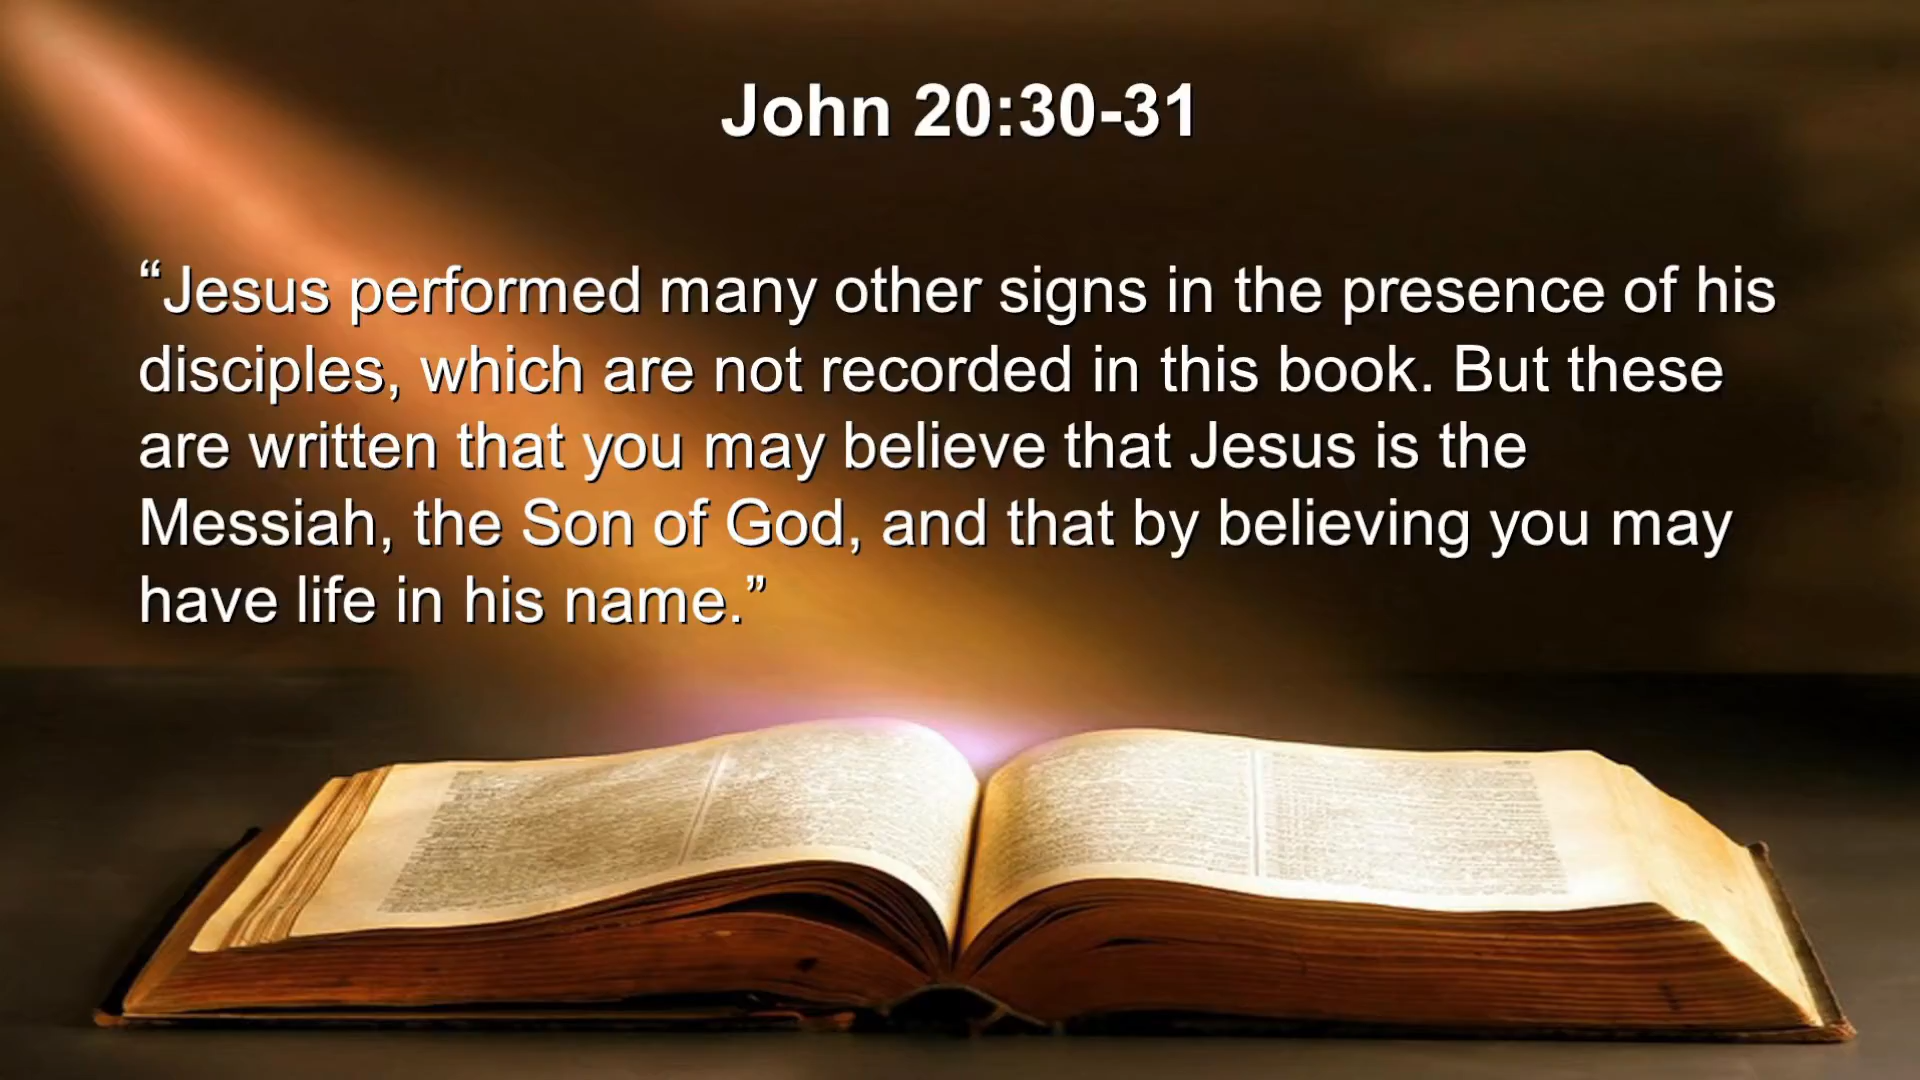 John 20:30-31
“Jesus performed many other signs in the presence of his
disciples, which are not recorded in this book. But these
are written that you may believe that Jesus is the
Messiah, the Son of God, and that by believing you may
have life in his name.”